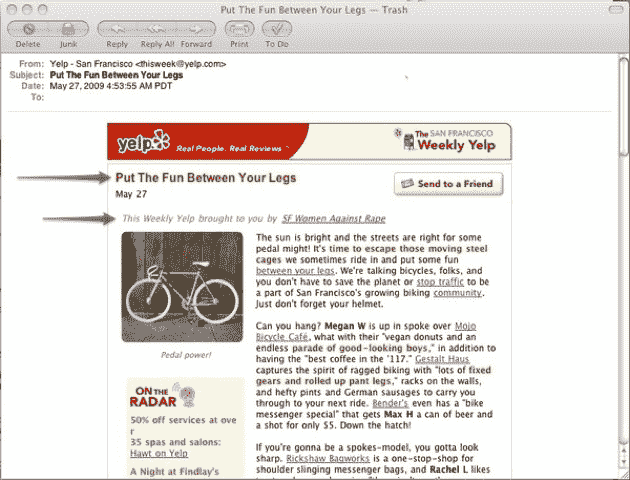 Put The Fun Between Your Legs — Trash
Delete Junk Reply Reply All Forward Print To Do
From: Yelp - San Francisco <thisweek@yelp.com>
Subject: Put The Fun Between Your Legs
Date: May 27, 2009 4:53:55 AM PDT
To:
yelp Real People. Real Reviews
The SAN FRANCISCO
Weekly Yelp
Put The Fun Between Your Legs
May 27
Send to a Friend
This Weekly Yelp brought to you by SF Women Against Rape
Pedal power!
ON THE
RADAR
50% off services at ove
r
35 spas and salons:
Hawt on Yelp
A Night at Findlay's
The sun is bright and the streets are right for some
pedal might! It's time to escape those moving steel
cages we sometimes ride in and put some fun
between your legs. We're talking bicycles, folks, and
you don't have to save the planet or stop traffic to be
a part of San Francisco's growing biking community.
Just don't forget your helmet.
Can you hang? Megan W is up in spoke over Mojo
Bicycle Café, what with their "vegan donuts and an
endless parade of good-looking boys," in addition to
having the "best coffee in the '117." Gestalt Haus
captures the spirit of ragged biking with "lots of fixed
gears and rolled up pant legs," racks on the walls,
and hefty pints and German sausages to carry you
through to your next ride. Bender's even has a "bike
messenger special" that gets Max H a can of beer and
a shot for only $5. Down the hatch!
If you're gonna be a spokes-model, you gotta look
sharp. Rickshaw Bagworks is a one-stop-shop for
shoulder slinging messenger bags, and Rachel L likes